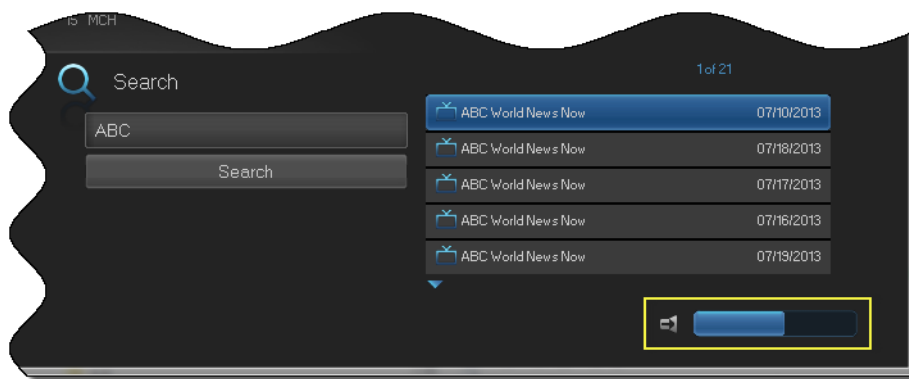 15 MCH
Search
ABC
Search
1 of 21
ABC World News Now 07/10/2013
ABC World News Now 07/18/2013
ABC World News Now 07/17/2013
ABC World News Now 07/16/2013
ABC World News Now 07/19/2013